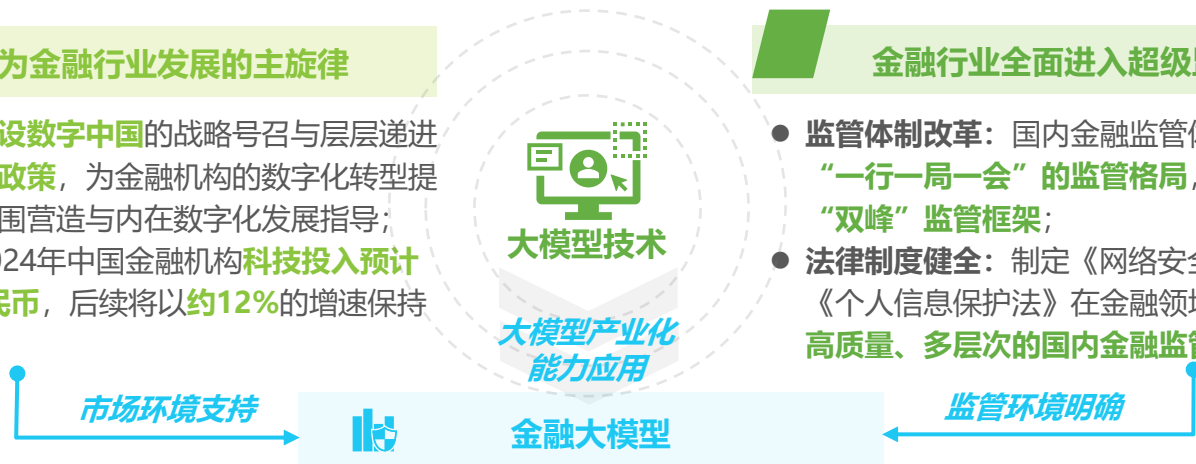 为金融行业发展的主旋律
设数字中国的战略号召与层层递进
政策，为金融机构的数字化转型提
围营造与内在数字化发展指导；
024年中国金融机构科技投入预计
民币，后续将以约12%的增速保持
市场环境支持
大模型技术
大模型产业化
能力应用
金融大模型
金融行业全面进入超级
● 监管体制改革：国内金融监管
“一行一局一会”的监管格局，
“双峰”监管框架；
● 法律制度健全：制定《网络安全
《个人信息保护法》在金融领域
高质量、多层次的国内金融监管
监管环境明确